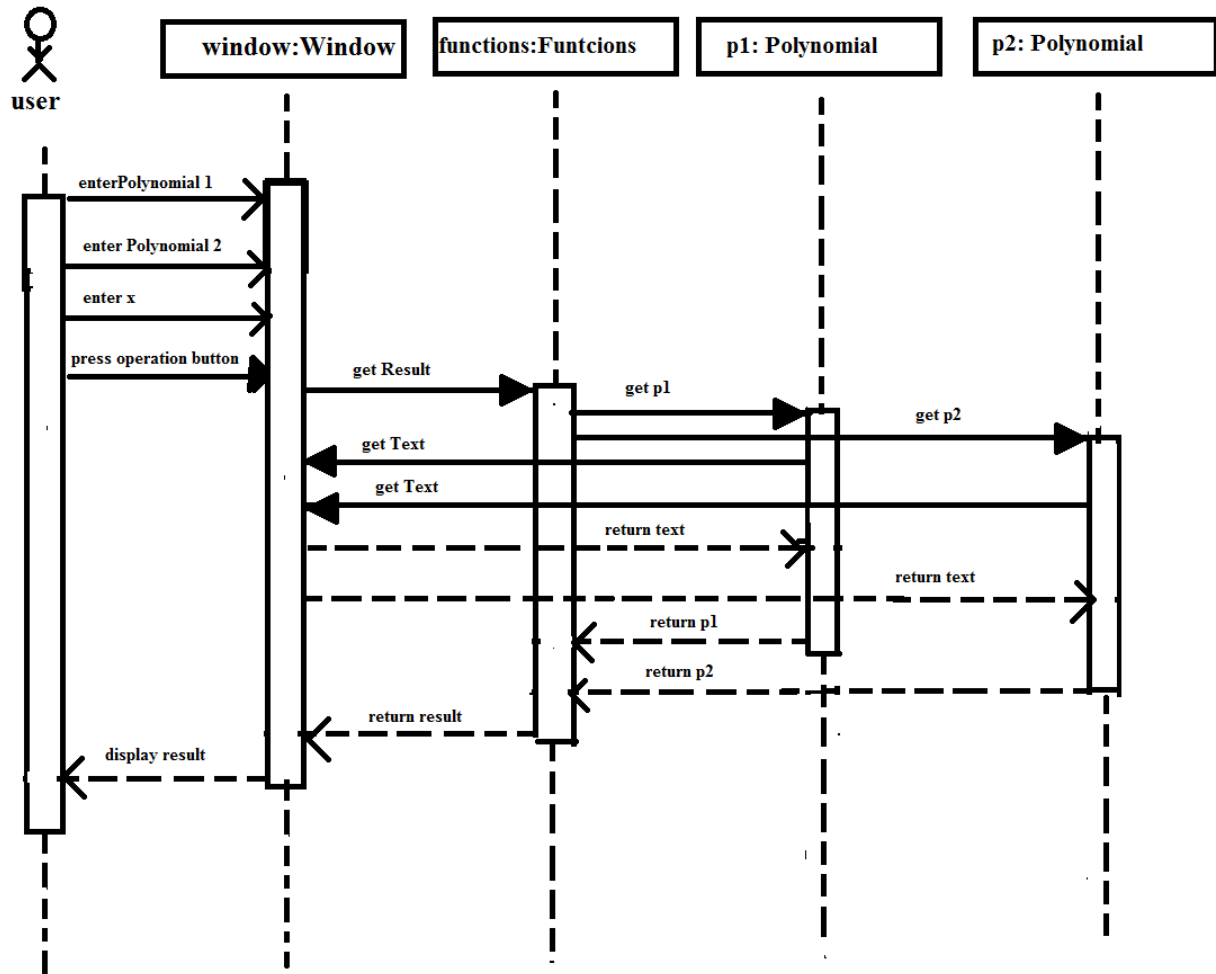 window:Window
functions:Funtcions
p1: Polynomial
p2: Polynomial
user
enterPolynomial 1
enter Polynomial 2
enter x
press operation button
get Result
get p1
get p2
get Text
get Text
return text
return text
return p1
return p2
return result
display result